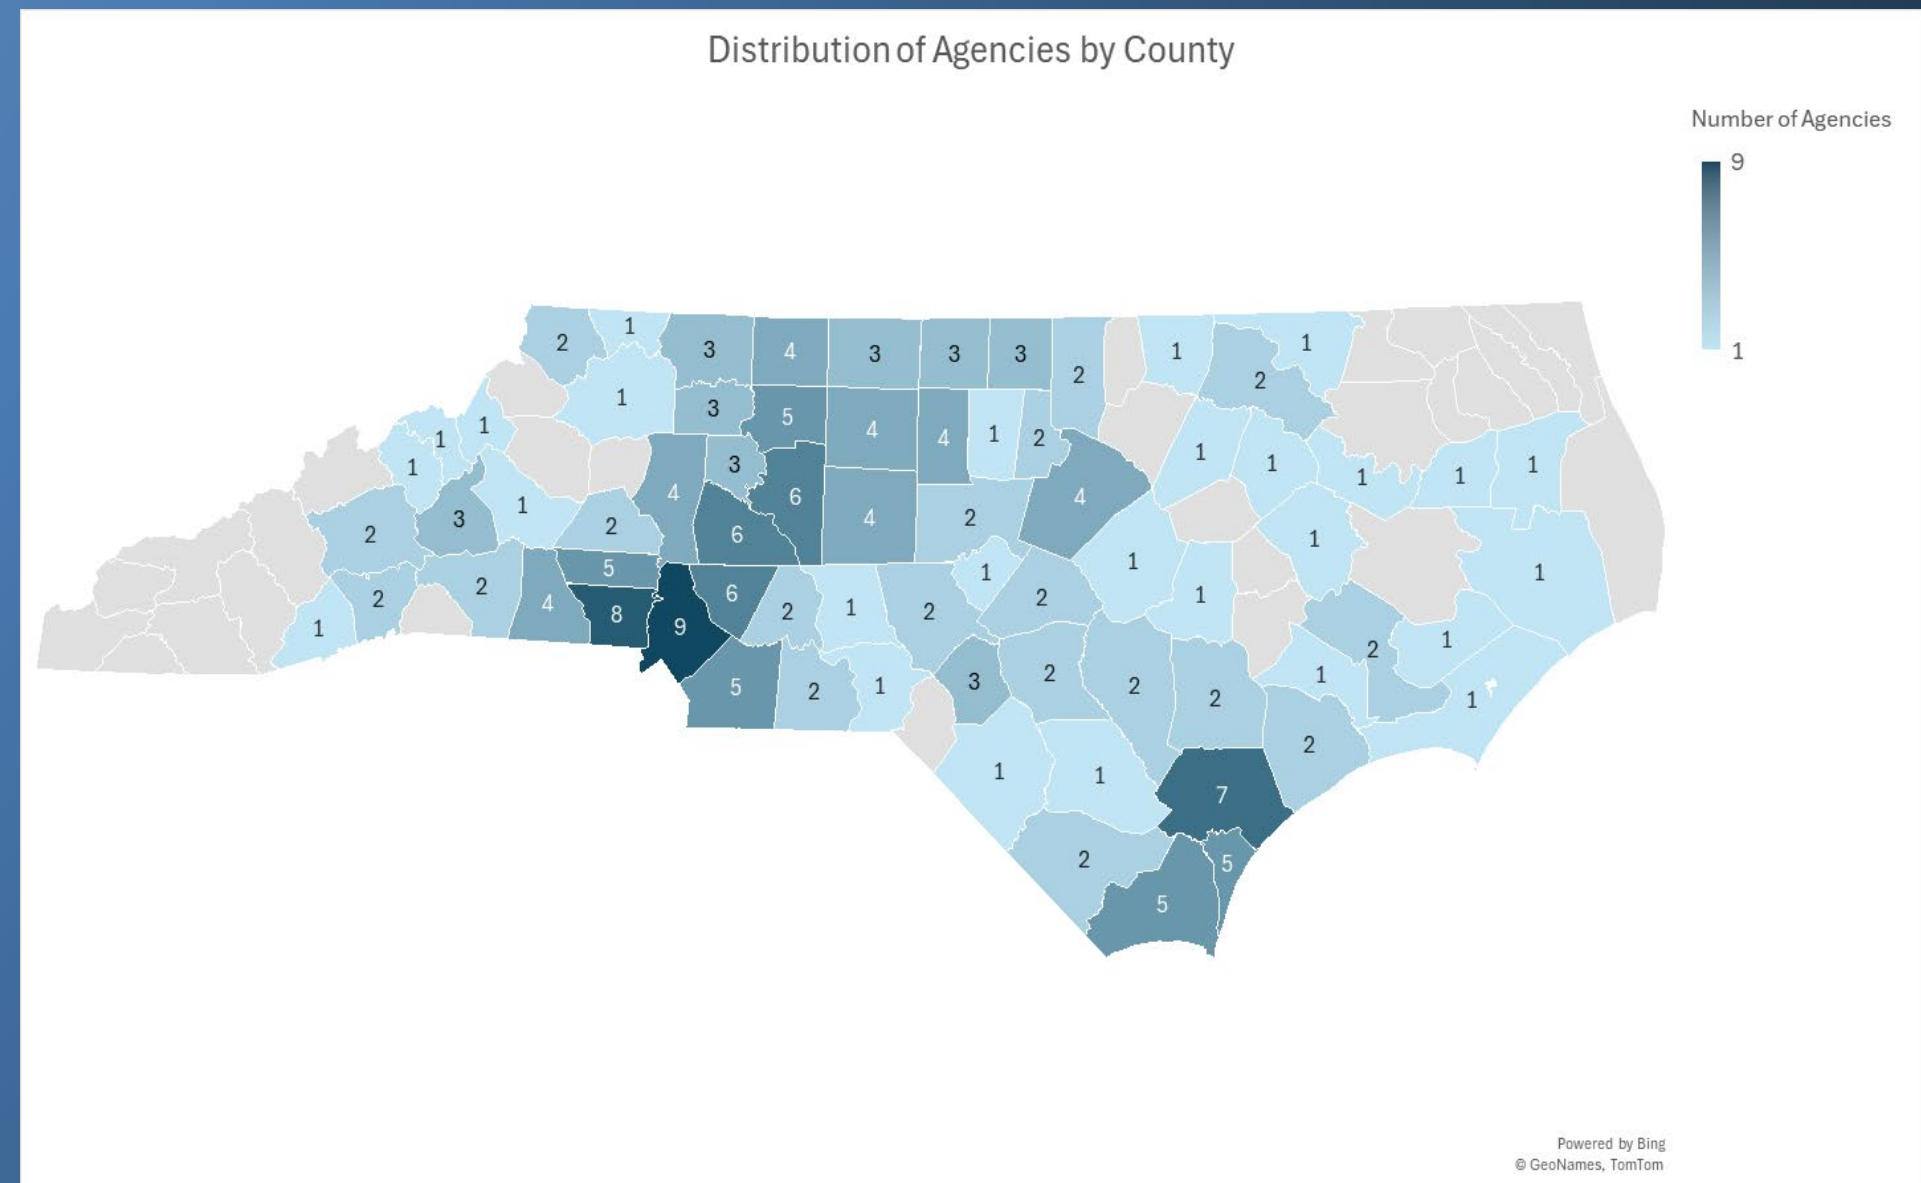 Distribution of Agencies by County
Number of Agencies
9
1
2 1 3 4 3 3 3 2 1 1
1 3 5 4 4 1 2 2
1 1 1 3 4 6 4 2 4 1 1 1 1 1
2 3 1 2 6 1 1
1 2 2 4 5 8 9 6 2 1 2 1 2 1 1
5 2 1 3 2 2 2 1 2 1 1
1 1 7 2
2 5 5
Powered by Bing
© GeoNames, TomTom